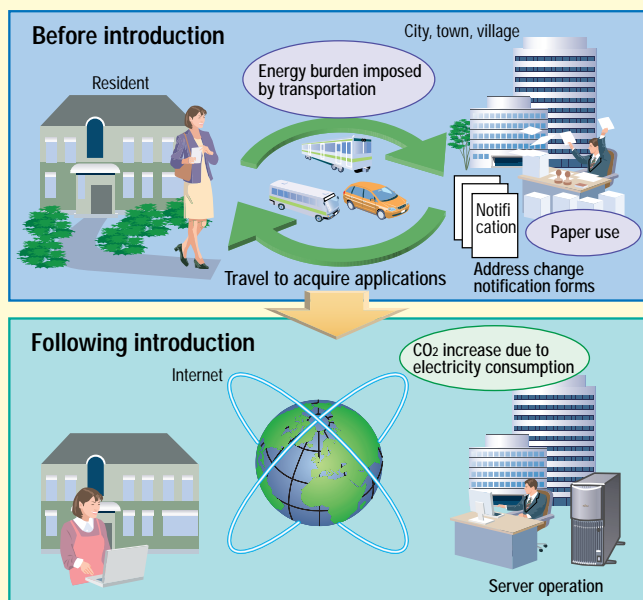 Before introduction
City, town, village
Resident
Energy burden imposed
by transportation
Notifi
cation
Paper use
Travel to acquire applications
Address change
notification forms
Following introduction
Internet
CO2 increase due to
electricity consumption
Server operation